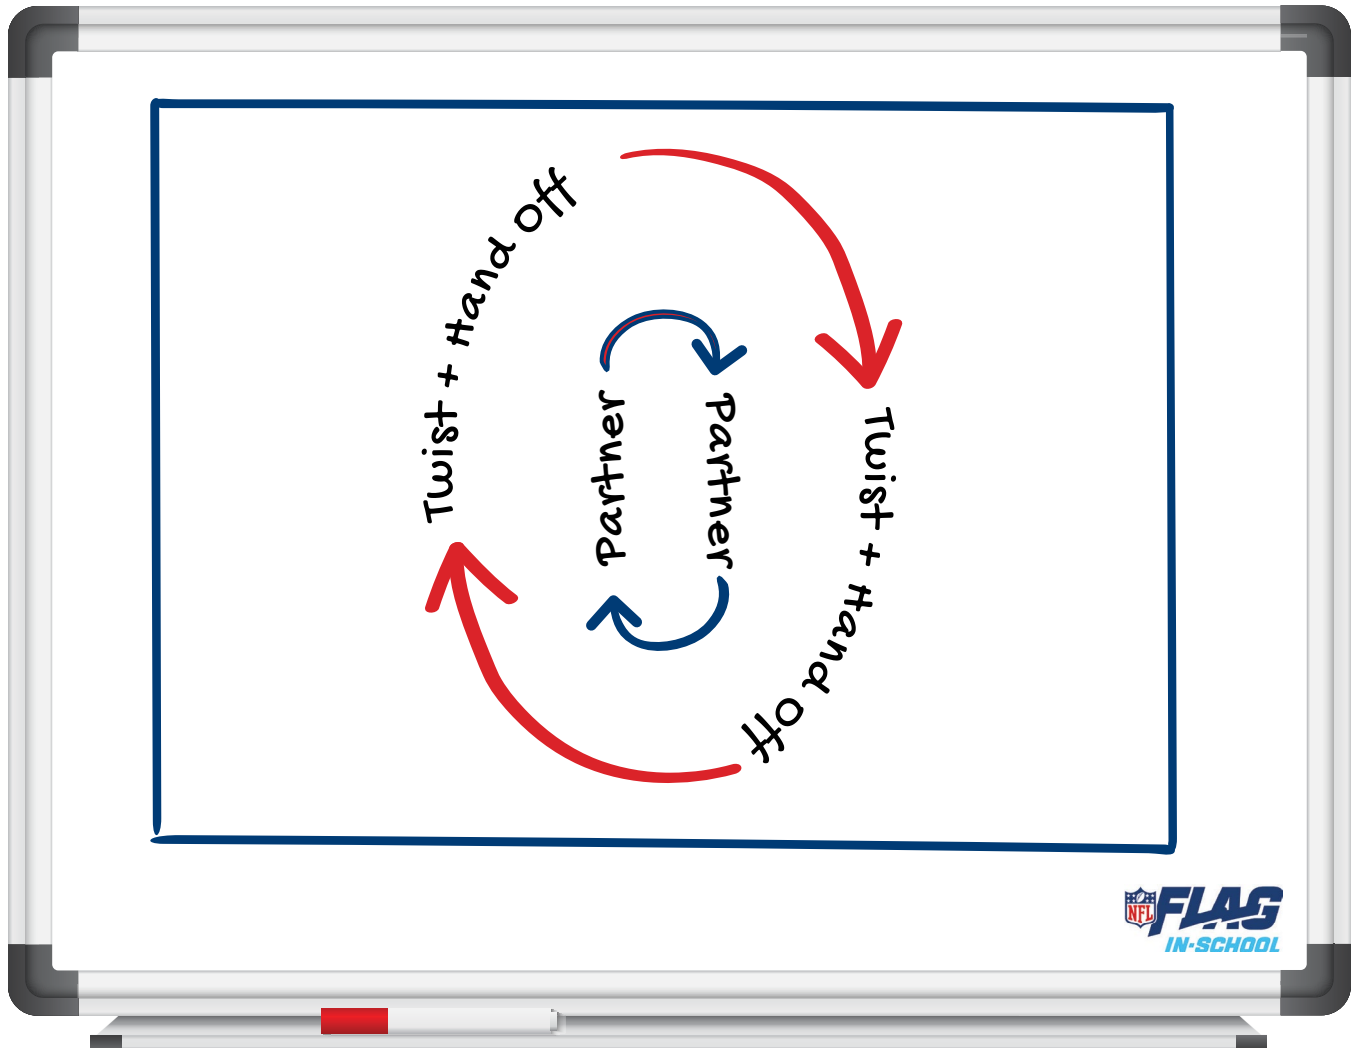 Twist + Hand Off
Partner
Partner
Twist + Hand Off
NFL
FLAG
IN-SCHOOL